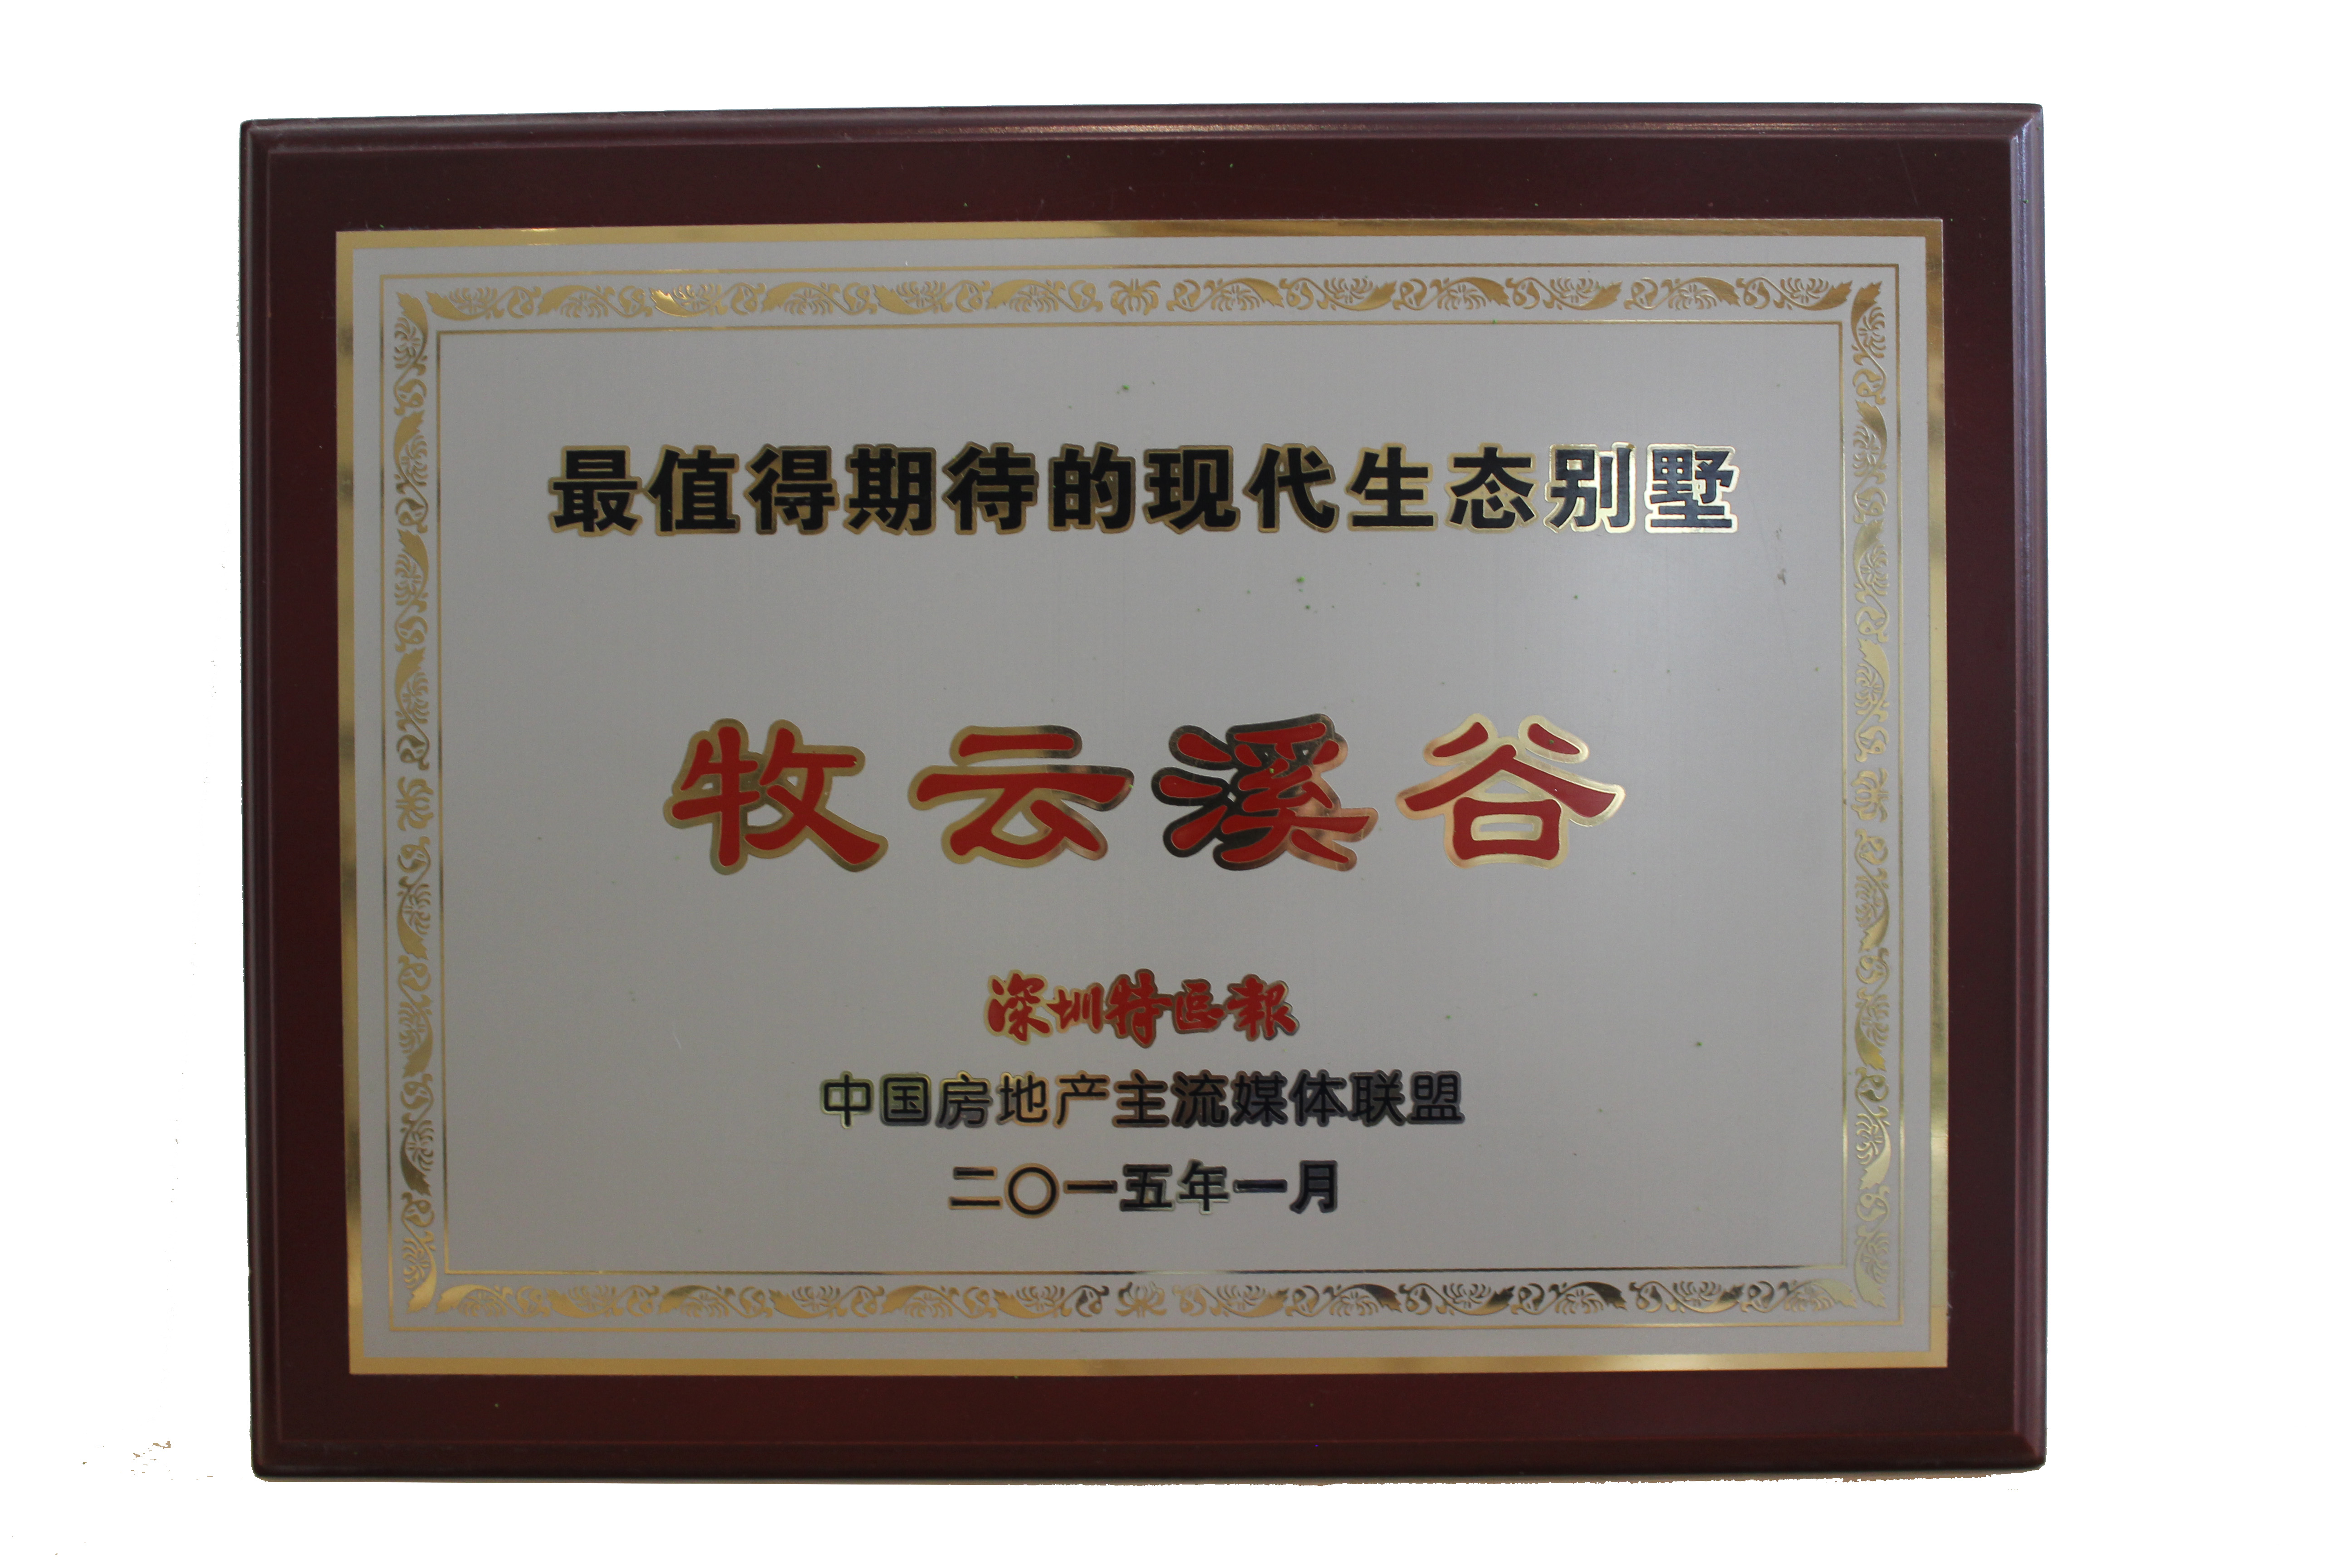 最值得期待的现代生态别墅
牧云溪谷
深圳特区報
中国房地产主流媒体联盟
二〇一五年一月